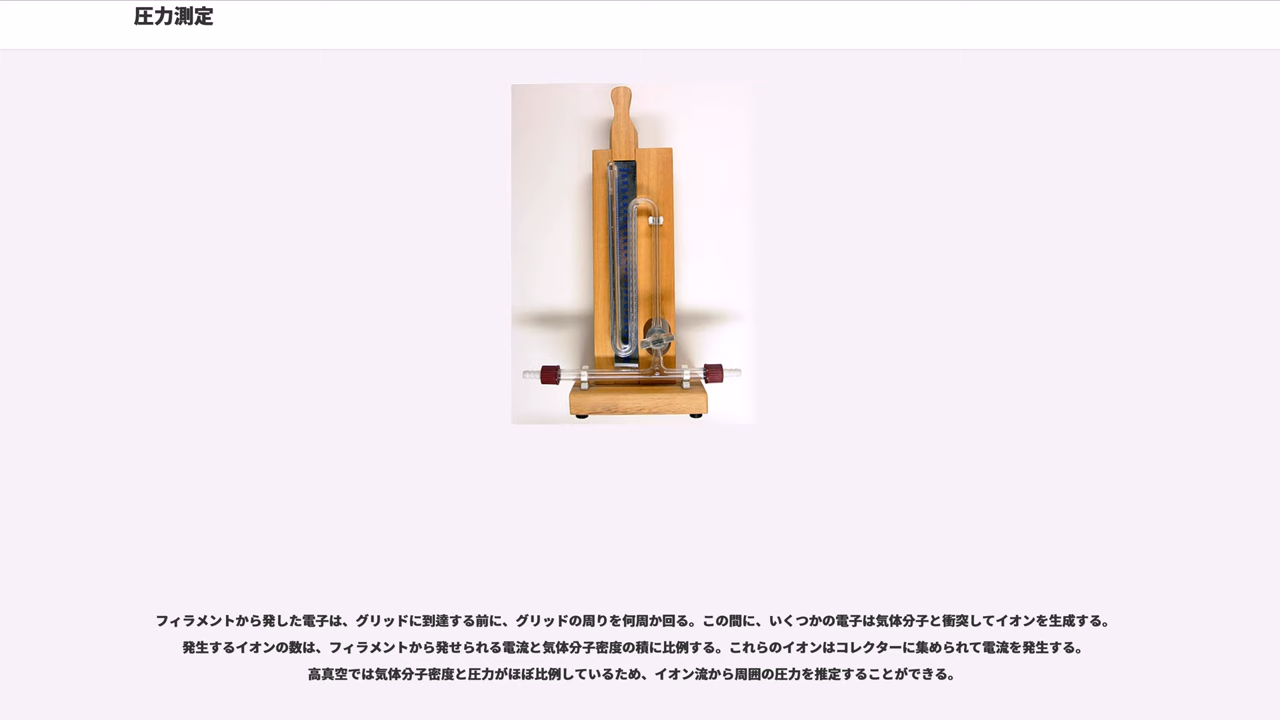 圧力測定
フィラメントから発した電子は、グリッドに到達する前に、グリッドの周りを何周か回る。この間に、いくつかの電子は気体分子と衝突してイオンを生成する。
発生するイオンの数は、フィラメントから発せられる電流と気体分子密度の積に比例する。これらのイオンはコレクターに集められて電流を発生する。
高真空では気体分子密度と圧力がほぼ比例しているため、イオン流から周囲の圧力を推定することができる。